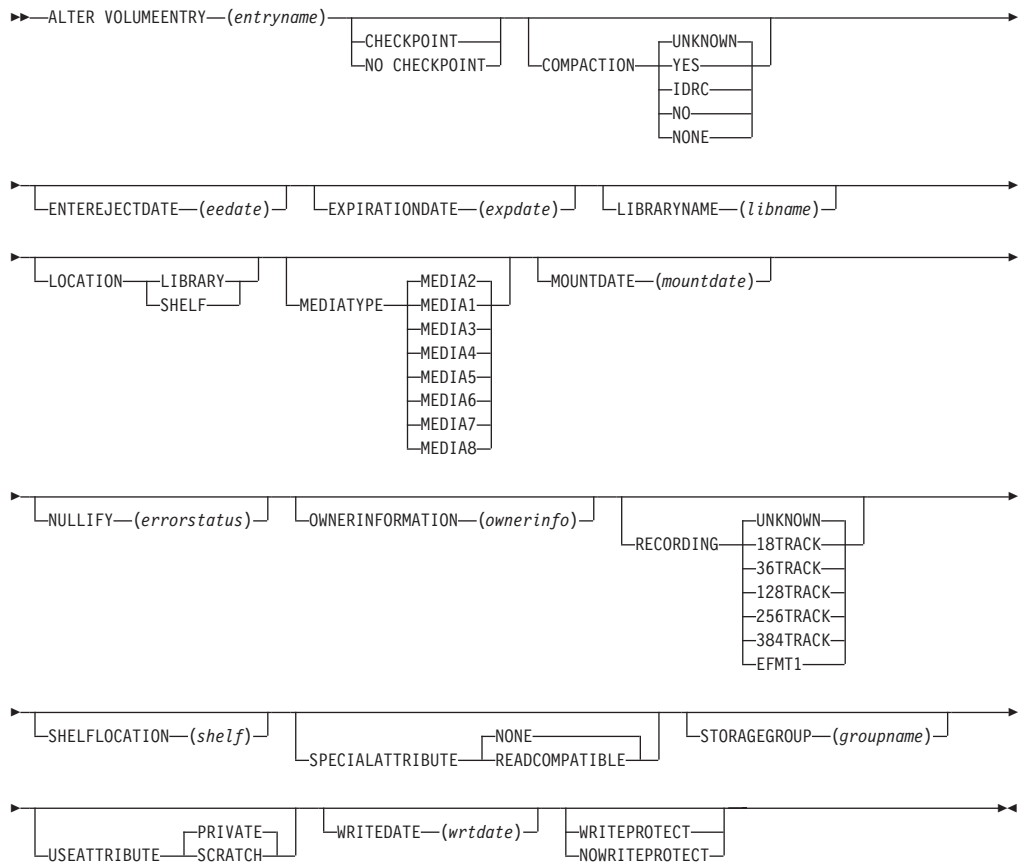 ALTER VOLUMEENTRY (entryname)
CHECKPOINT
NO CHECKPOINT
COMPACTION
UNKNOWN
YES
IDRC
NO
NONE
ENTEREJECTDATE (eedate)
EXPIRATIONDATE (expdate)
LIBRARYNAME (libname)
LOCATION
LIBRARY
SHELF
MEDIATYPE
MEDIA2
MEDIA1
MEDIA3
MEDIA4
MEDIA5
MEDIA6
MEDIA7
MEDIA8
MOUNTDATE (mountdate)
NULLIFY (errorstatus)
OWNERINFORMATION (ownerinfo)
RECORDING
UNKNOWN
18TRACK
36TRACK
128TRACK
256TRACK
384TRACK
EFMT1
SHELFLOCATION (shelf)
SPECIALATTRIBUTE
NONE
READCOMPATIBLE
STORAGEGROUP (groupname)
USEATTRIBUTE
PRIVATE
SCRATCH
WRITEDATE (wrtdate)
WRITEPROTECT
NOWRITEPROTECT